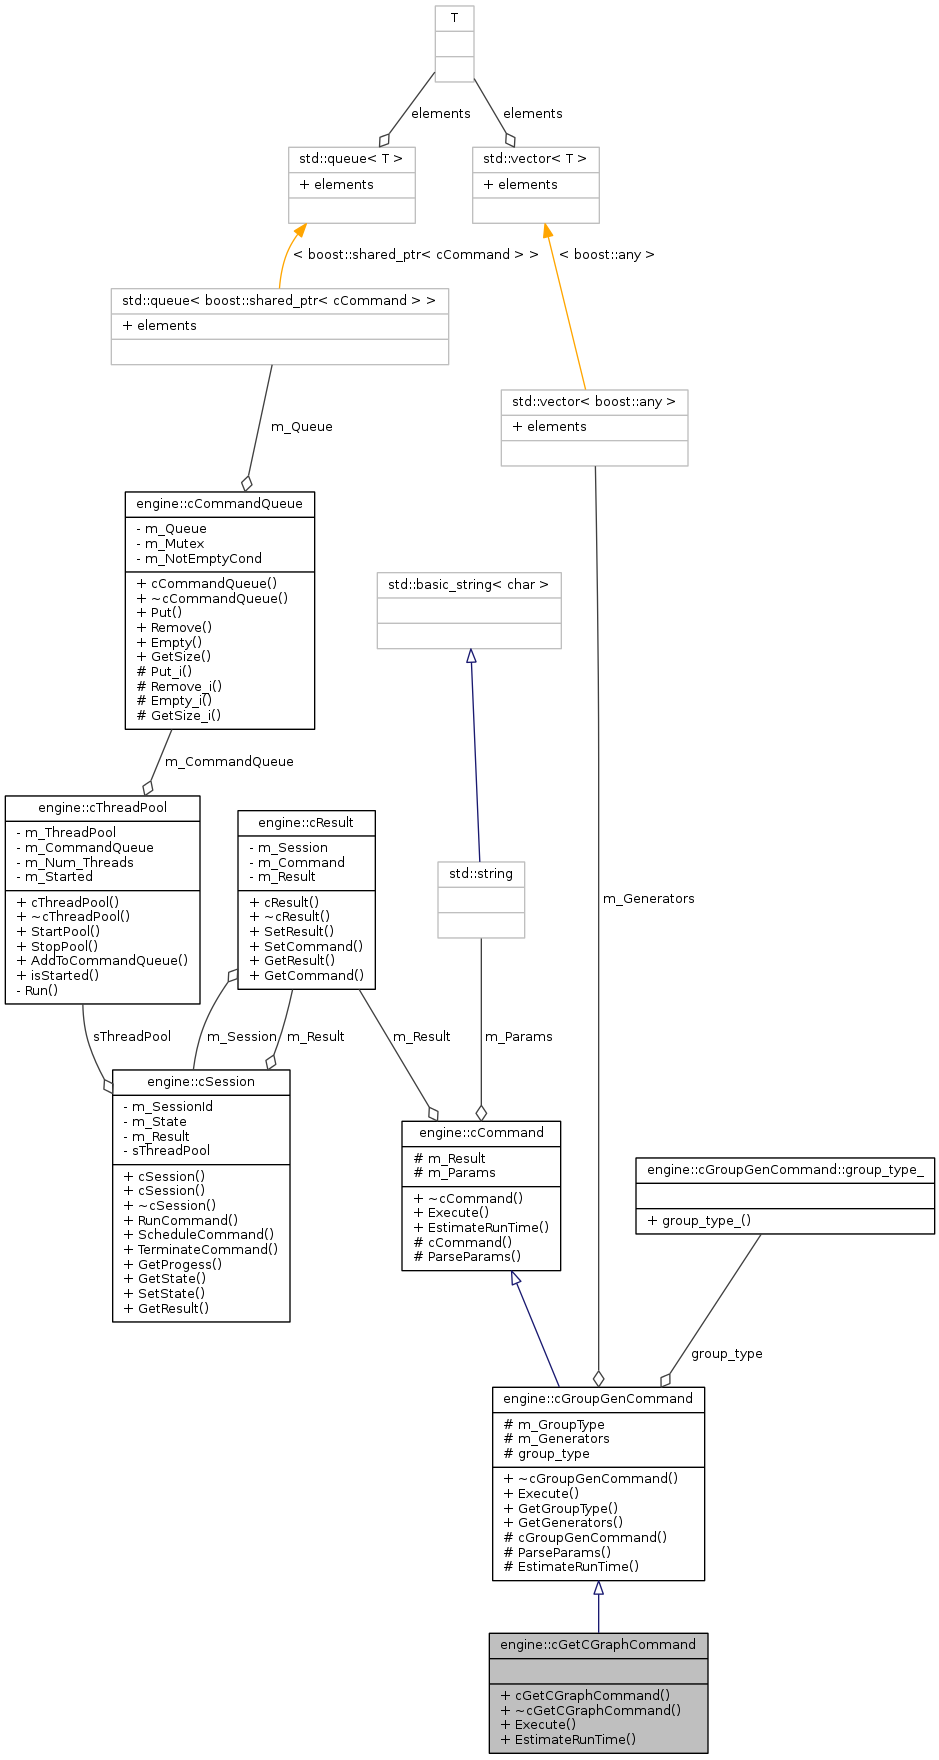 T
elements
elements
std::queue< T >
+ elements
std::vector< T >
+ elements
< boost::shared_ptr< cCommand > >
< boost::any >
std::queue< boost::shared_ptr< cCommand > >
+ elements
std::vector< boost::any >
+ elements
m_Queue
engine::cCommandQueue
- m_Queue
- m_Mutex
- m_NotEmptyCond
+ cCommandQueue()
+ ~cCommandQueue()
+ Put()
+ Remove()
+ Empty()
+ GetSize()
# Put_i()
# Remove_i()
# Empty_i()
# GetSize_i()
std::basic_string< char >
m_CommandQueue
engine::cThreadPool
- m_ThreadPool
- m_CommandQueue
- m_Num_Threads
- m_Started
+ cThreadPool()
+ ~cThreadPool()
+ StartPool()
+ StopPool()
+ AddToCommandQueue()
+ isStarted()
- Run()
engine::cResult
- m_Session
- m_Command
- m_Result
+ cResult()
+ ~cResult()
+ SetResult()
+ SetCommand()
+ GetResult()
+ GetCommand()
std::string
m_Generators
sThreadPool
m_Session
m_Result
m_Result
m_Params
engine::cSession
- m_SessionId
- m_State
- m_Result
- sThreadPool
+ cSession()
+ cSession()
+ ~cSession()
+ RunCommand()
+ ScheduleCommand()
+ TerminateCommand()
+ GetProgess()
+ GetState()
+ SetState()
+ GetResult()
engine::cCommand
# m_Result
# m_Params
+ ~cCommand()
+ Execute()
+ EstimateRunTime()
# cCommand()
# ParseParams()
engine::cGroupGenCommand::group_type_
+ group_type_()
group_type
engine::cGroupGenCommand
# m_GroupType
# m_Generators
# group_type
+ ~cGroupGenCommand()
+ Execute()
+ GetGroupType()
+ GetGenerators()
# cGroupGenCommand()
# ParseParams()
# EstimateRunTime()
engine::cGetCGraphCommand
+ cGetCGraphCommand()
+ ~cGetCGraphCommand()
+ Execute()
+ EstimateRunTime()